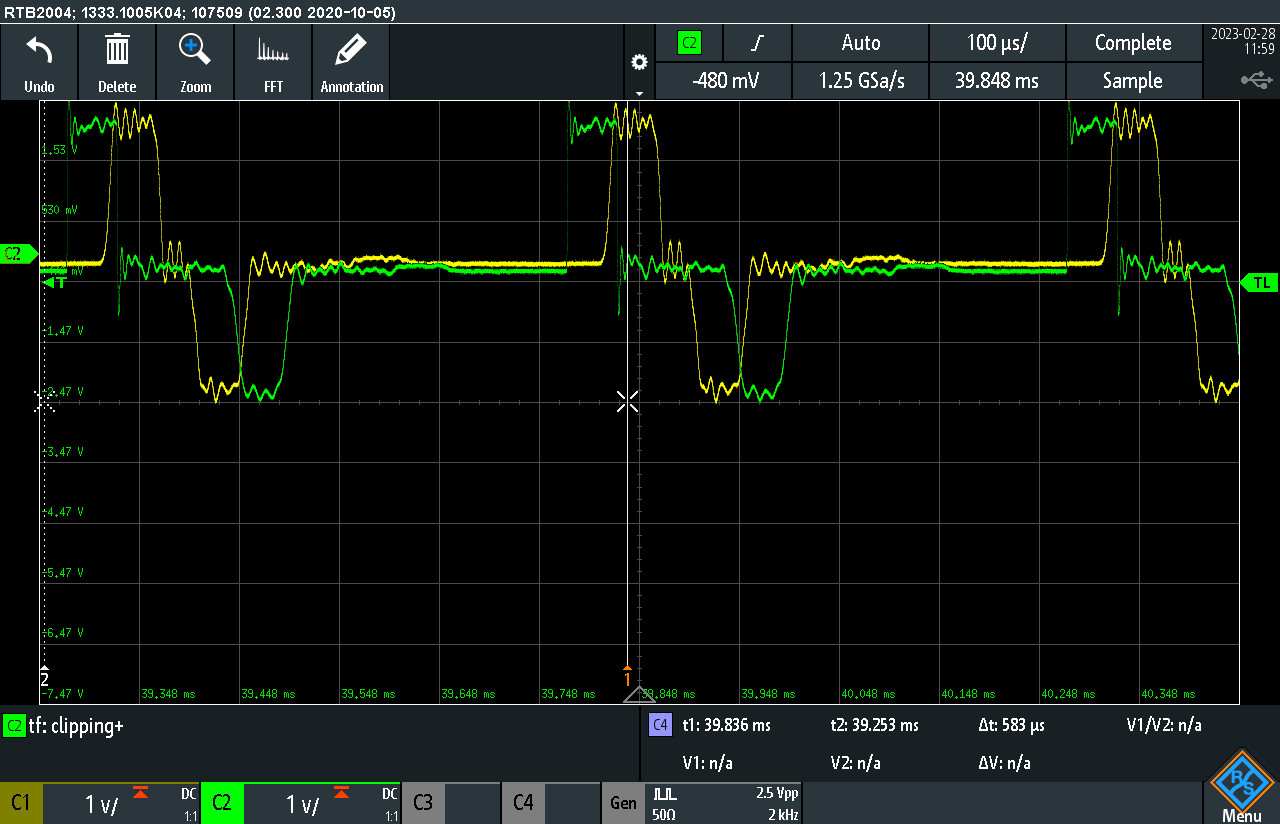 RTB2004; 1333.1005K04; 107509 (02.300 2020-10-05)
Undo Delete Zoom FFT Annotation
C2 Auto 100 µs/ Complete
-480 mV 1.25 GSa/s 39.848 ms Sample
2023-02-28
11:59
1.53 V
530 mV
C2
mV
T
TL
-1.47 V
-2.47 V
-3.47 V
-4.47 V
-5.47 V
-6.47 V
2
1
-7.47 V 39.348 ms 39.448 ms 39.548 ms 39.648 ms 39.748 ms 39.848 ms 39.948 ms 40.048 ms 40.148 ms 40.248 ms 40.348 ms
C2 tf: clipping+
C4 t1: 39.836 ms t2: 39.253 ms Δt: 583 µs V1/V2: n/a
V1: n/a V2: n/a ΔV: n/a
C1 1 V/ DC 1:1
C2 1 V/ DC 1:1
C3
C4
Gen 50Ω 2.5 Vpp 2 kHz
R&S
Menu